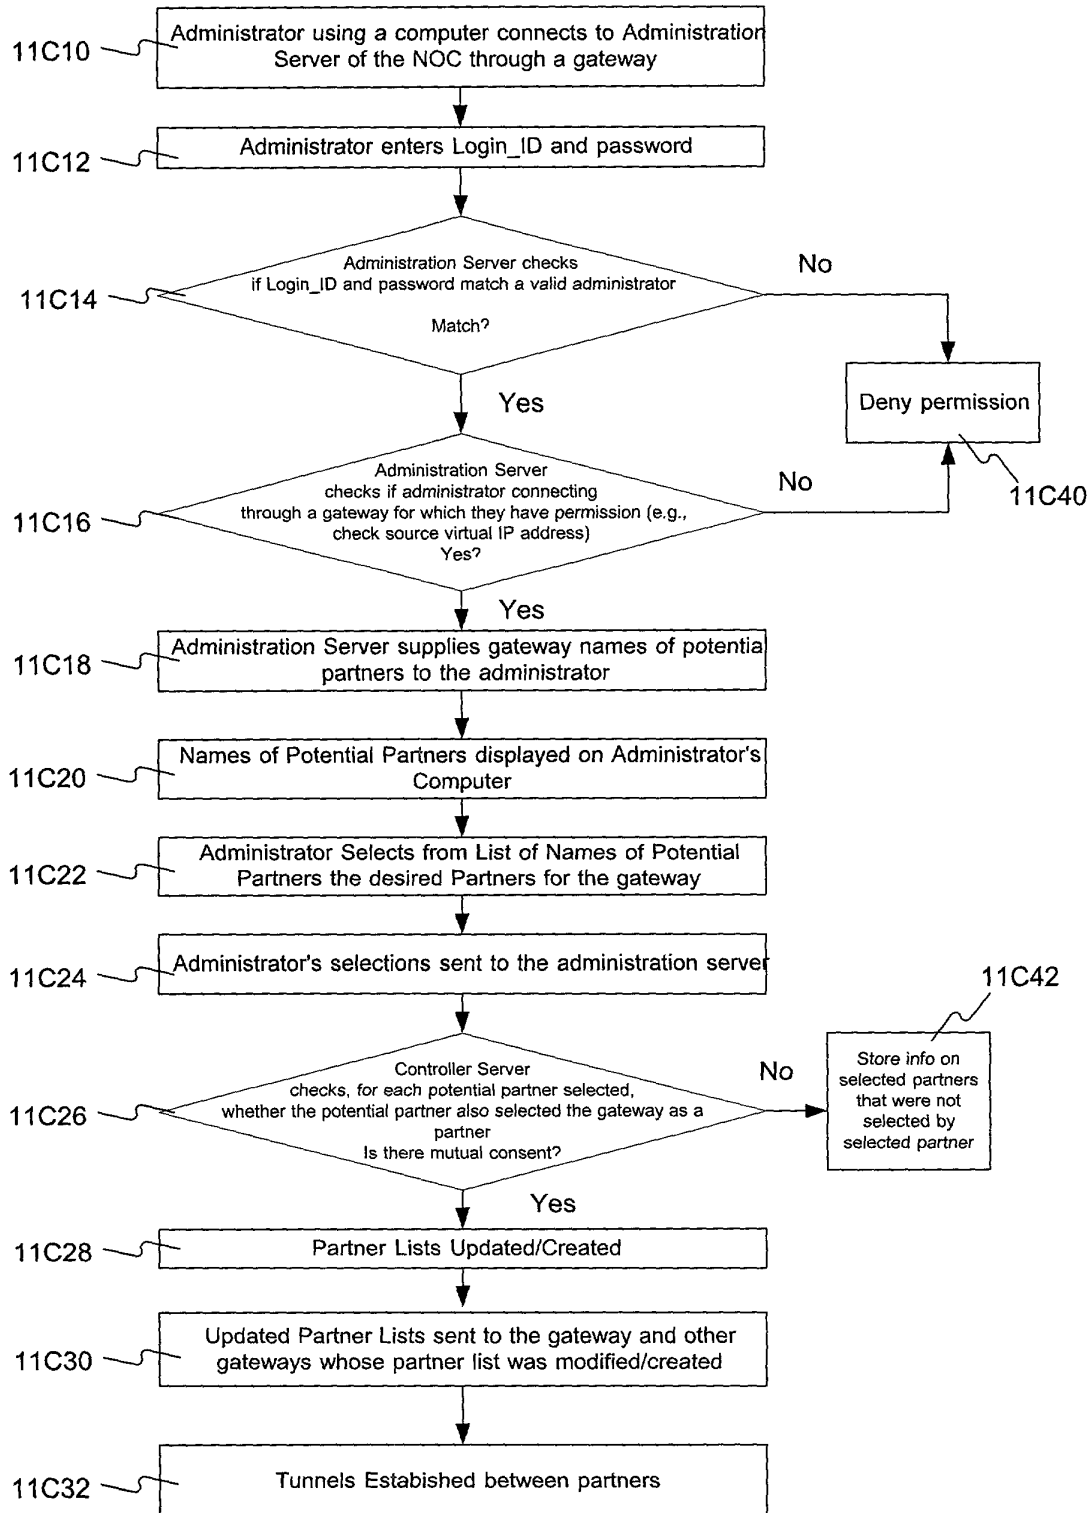 11C10
Administrator using a computer connects to Administration
Server of the NOC through a gateway
11C12
Administrator enters Login_ID and password
11C14
Administration Server checks
if Login_ID and password match a valid administrator
Match?
No
Yes
Deny permission
11C40
11C16
Administration Server
checks if administrator connecting
through a gateway for which they have permission (e.g.,
check source virtual IP address)
Yes?
No
Yes
11C18
Administration Server supplies gateway names of potentia
partners to the administrator
11C20
Names of Potential Partners displayed on Administrator's
Computer
11C22
Administrator Selects from List of Names of Potential
Partners the desired Partners for the gateway
11C24
Administrator's selections sent to the administration server
11C26
Controller Server
checks, for each potential partner selected,
whether the potential partner also selected the gateway as a
partner
Is there mutual consent?
No
Yes
11C42
Store info on
selected partners
that were not
selected by
selected partner
11C28
Partner Lists Updated/Created
11C30
Updated Partner Lists sent to the gateway and other
gateways whose partner list was modified/created
11C32
Tunnels Estabished between partners